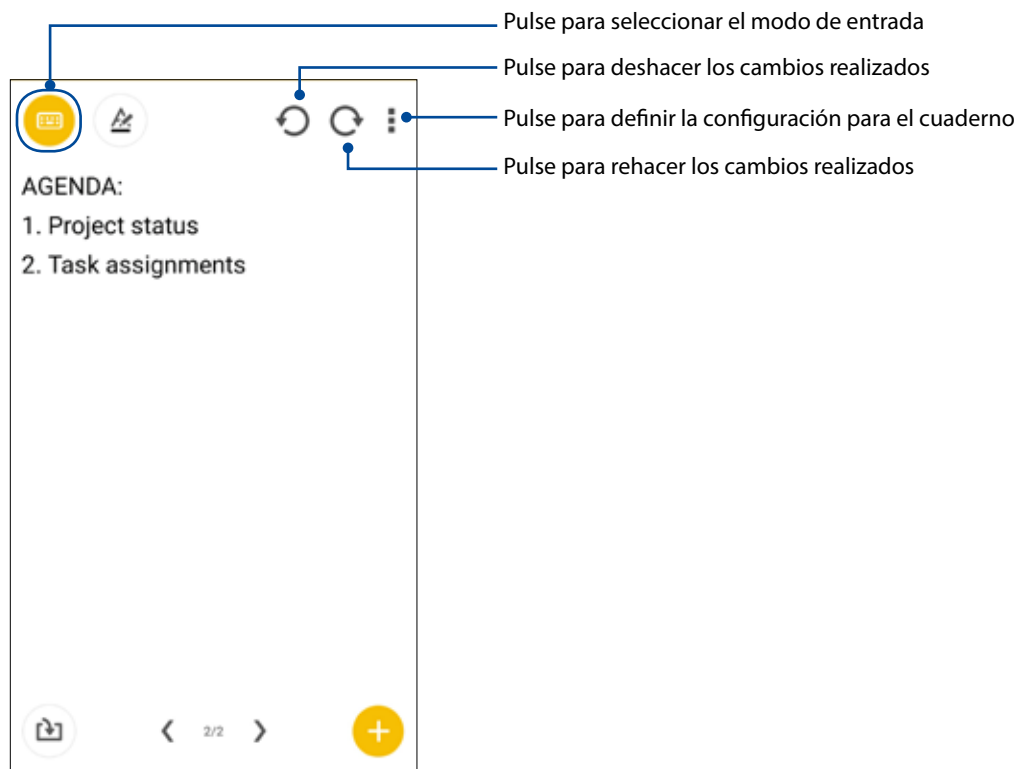 Pulse para seleccionar el modo de entrada
Pulse para deshacer los cambios realizados
Pulse para definir la configuración para el cuaderno
Pulse para rehacer los cambios realizados
AGENDA:
1. Project status
2. Task assignments
2/2